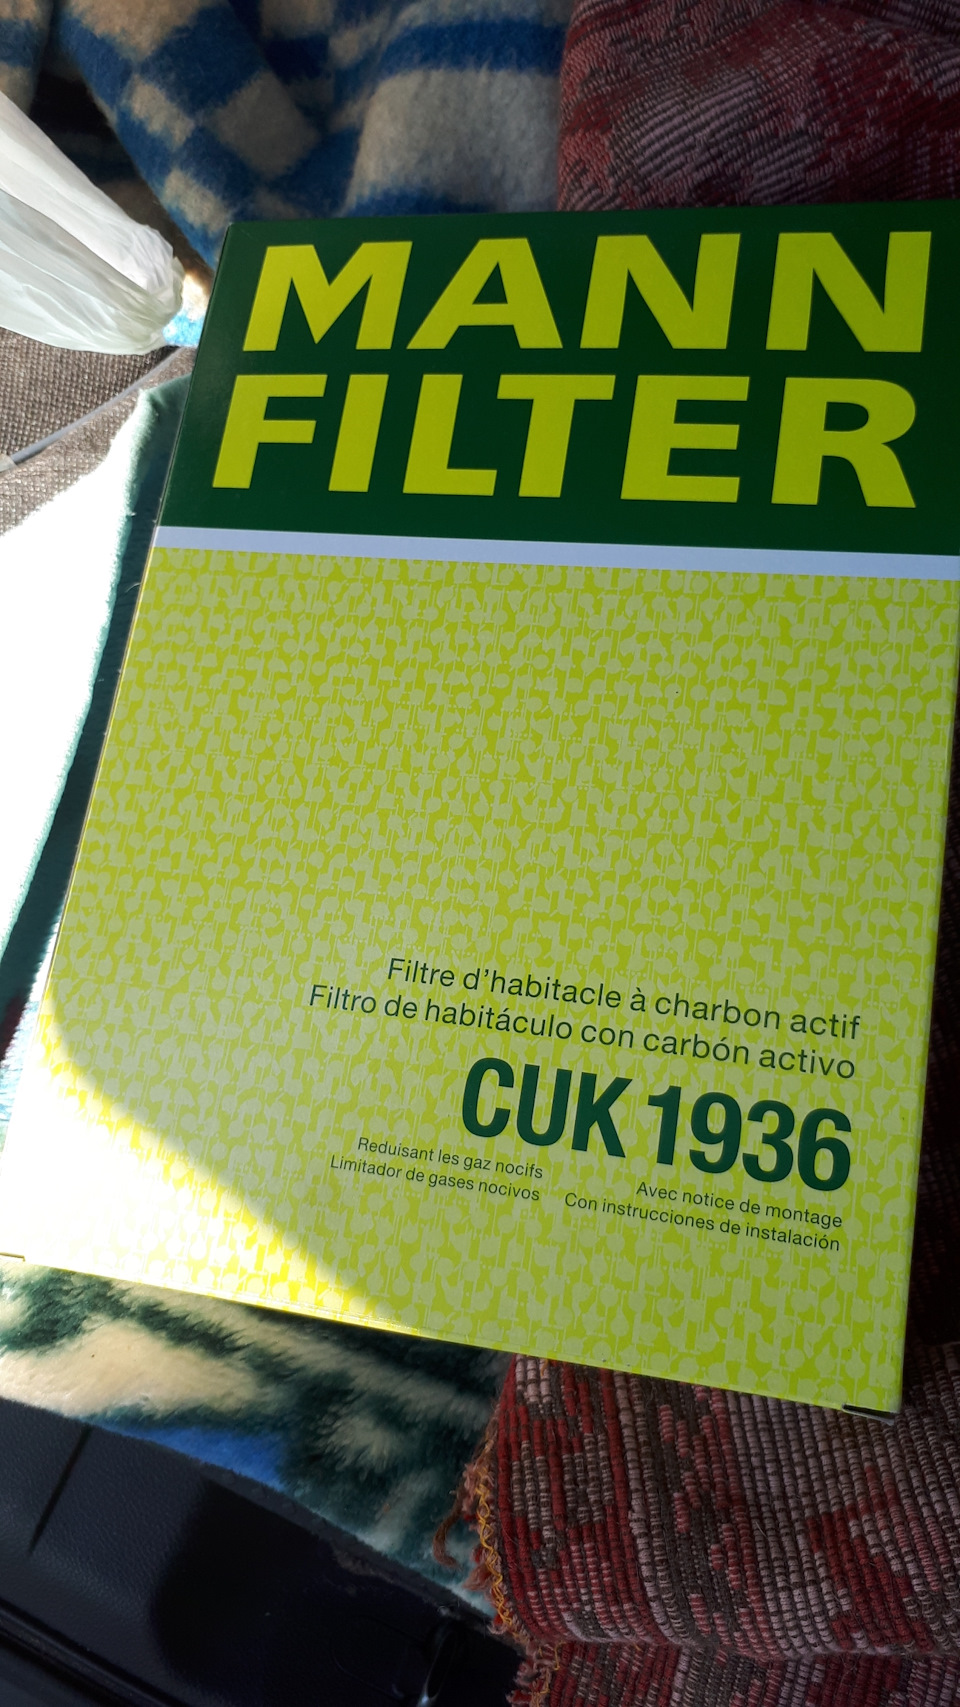 MANN
FILTER
Filtre d'habitacle à charbon actif
Filtro de habitáculo con carbón activo
CUK 1936
Reduisant les gaz nocifs
Limitador de gases nocivos
Avec notice de montage
Con instrucciones de instalación